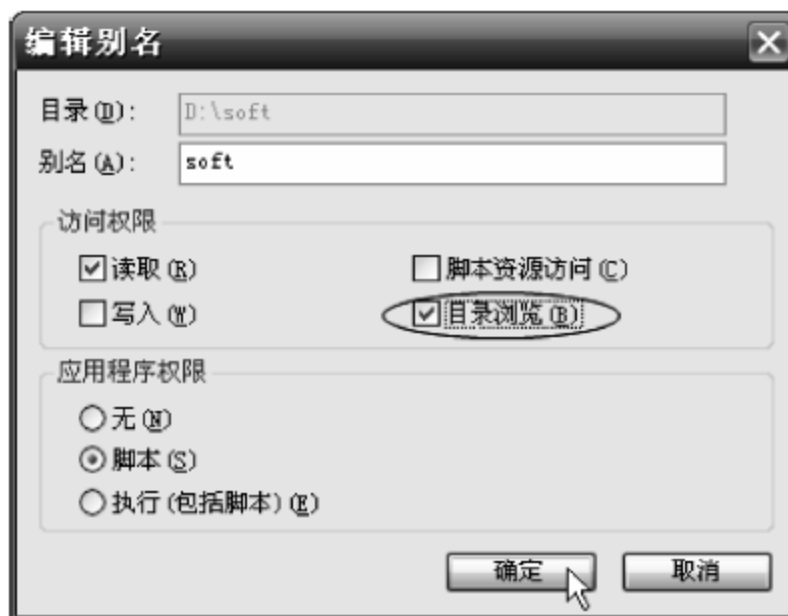 编辑别名
目录(D):
D:\soft
别名(A):
soft
访问权限
读取(R)
脚本资源访问(C)
写入(W)
目录浏览(B)
应用程序权限
无(N)
脚本(S)
执行(包括脚本)(E)
确定
取消